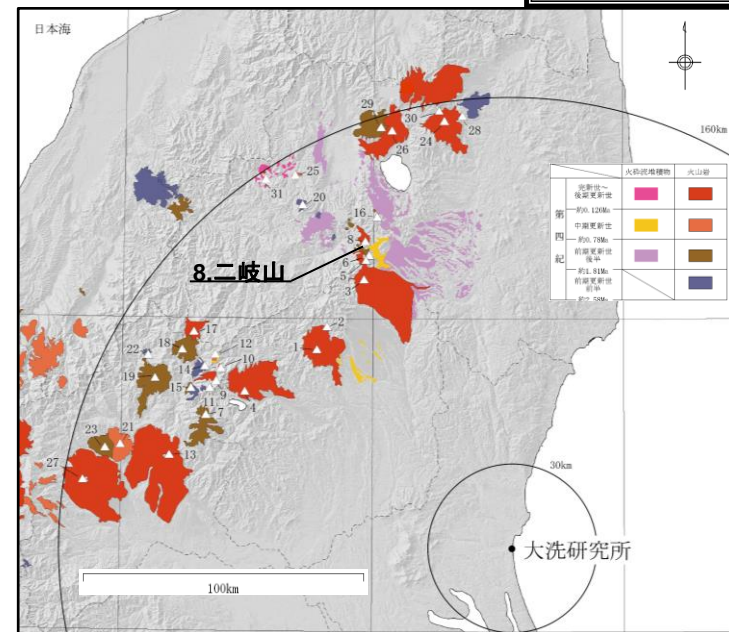 日本海
160km
29
30
24
28
26
25
31
20
16
8
6
5
3
8.二岐山
火砕流堆積物
火山岩
第四紀
完新世~
後期更新世
約0.126Ma
中期更新世
約0.78Ma
前期更新世
後半
約1.81Ma
前期更新世
前半
約2.58Ma
17
2
18
12
1
22
14
10
19
15
9
4
11
7
23
21
13
27
30km
大洗研究所
100km